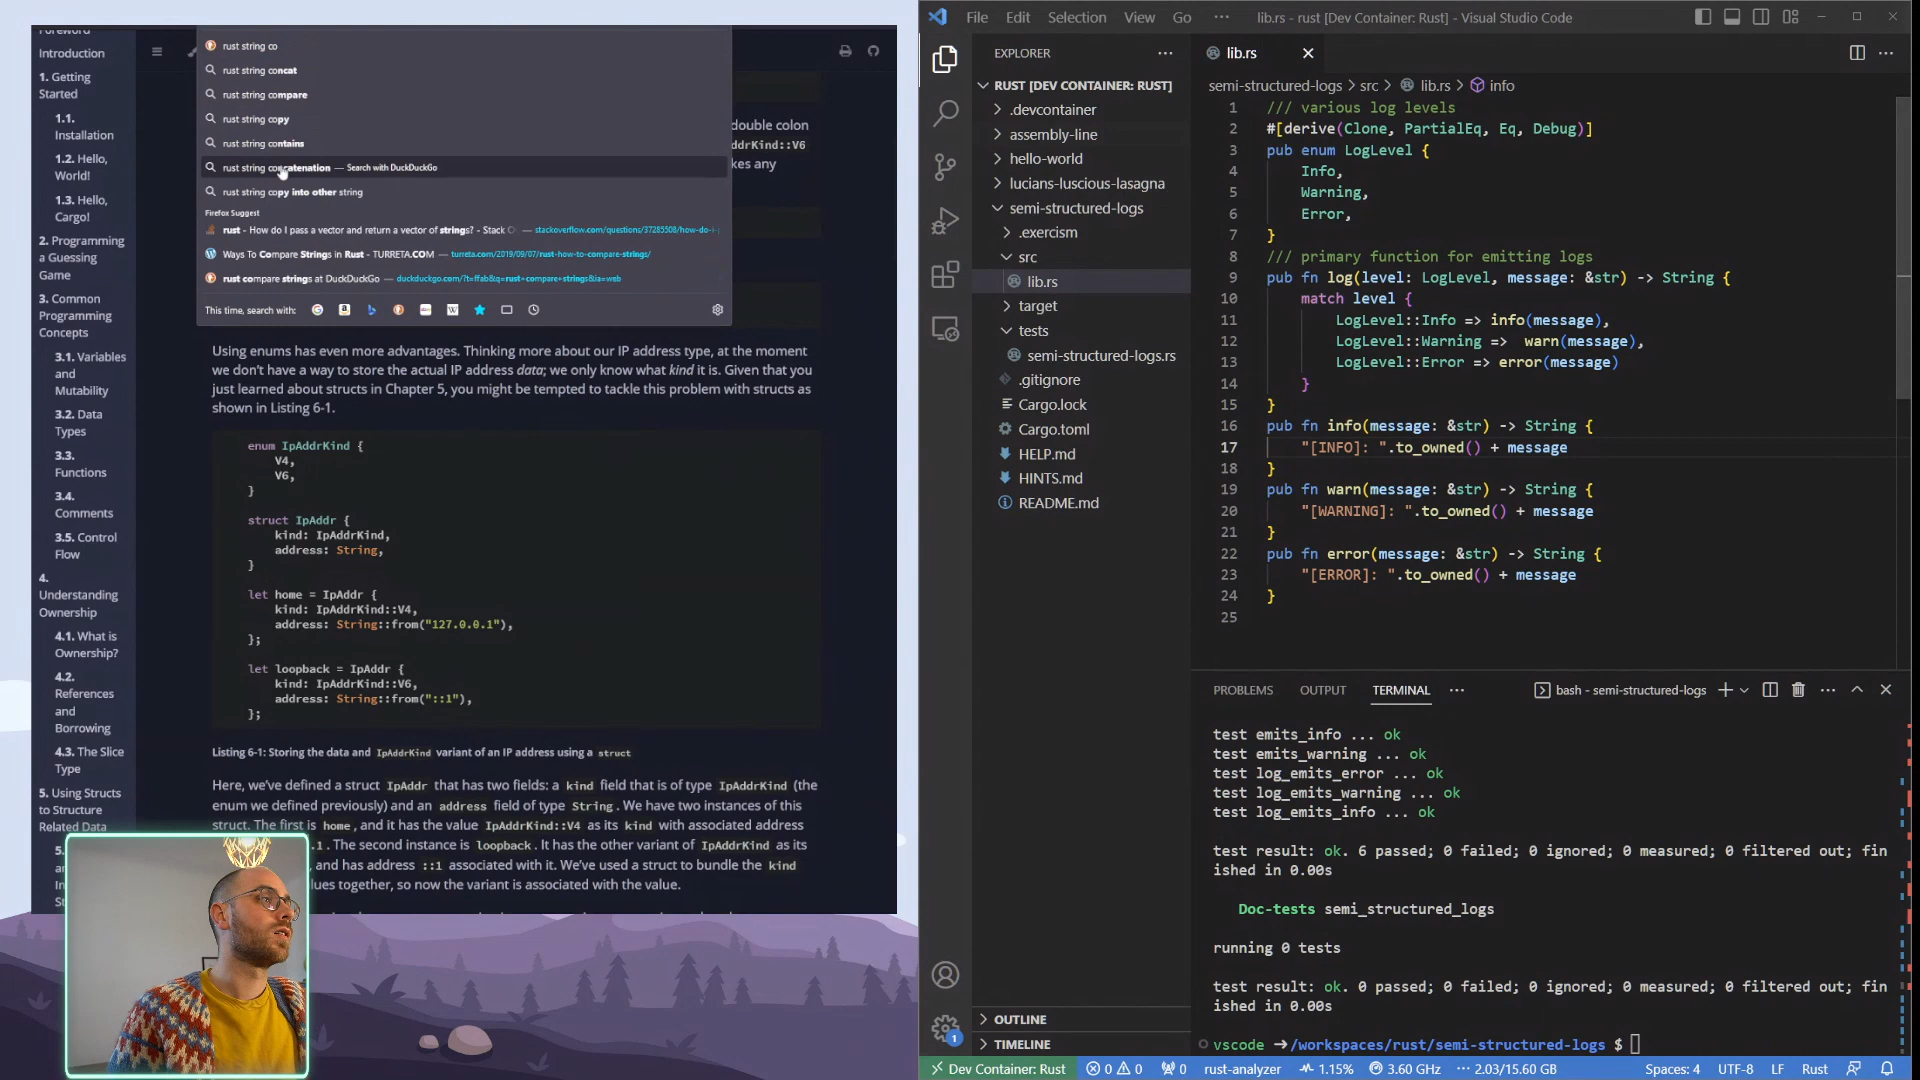 Foreword
Introduction
1. Getting
Started
1.1.
Installation
1.2. Hello,
World!
1.3. Hello,
Cargo!
2. Programming
a Guessing
Game
3. Common
Programming
Concepts
3.1. Variables
and
Mutability
3.2. Data
Types
3.3.
Functions
3.4.
Comments
3.5. Control
Flow
4.
Understanding
Ownership
4.1. What is
Ownership?
4.2.
References
and
Borrowing
4.3. The Slice
Type
5. Using Structs
to Structure
Related Data
rust string co
rust string concat
rust string compare
rust string copy
rust string contains
rust string concatenation — Search with DuckDuckGo
rust string copy into other string
Firefox Suggest
rust - How do I pass a vector and return a vector of strings? - Stack O — stackoverflow.com/questions/37285508/how-do-i-
Ways To Compare Strings in Rust - TURRETA.COM — turreta.com/2019/09/07/rust-how-to-compare-strings/
rust compare strings at DuckDuckGo — duckduckgo.com/?t=ffab&q=rust+compare+strings&ia=web
This time, search with:
double colon
ddrKind::V6
kes any
Using enums has even more advantages. Thinking more about our IP address type, at the moment
we don't have a way to store the actual IP address data; we only know what kind it is. Given that you
just learned about structs in Chapter 5, you might be tempted to tackle this problem with structs as
shown in Listing 6-1.
enum IpAddrKind {
V4,
V6,
}
struct IpAddr {
kind: IpAddrKind,
address: String,
}
let home = IpAddr {
kind: IpAddrKind::V4,
address: String::from("127.0.0.1"),
};
let loopback = IpAddr {
kind: IpAddrKind::V6,
address: String::from("::1"),
};
Listing 6-1: Storing the data and IpAddrKind variant of an IP address using a struct
Here, we've defined a struct IpAddr that has two fields: a kind field that is of type IpAddrKind (the
enum we defined previously) and an address field of type String. We have two instances of this
struct. The first is home, and it has the value IpAddrKind::V4 as its kind with associated address
.1. The second instance is loopback. It has the other variant of IpAddrKind as its
, and has address ::1 associated with it. We've used a struct to bundle the kind
lues together, so now the variant is associated with the value.
File Edit Selection View Go ··· lib.rs - rust [Dev Container: Rust] - Visual Studio Code
EXPLORER
RUST [DEV CONTAINER: RUST]
.devcontainer
assembly-line
hello-world
lucians-luscious-lasagna
semi-structured-logs
.exercism
src
lib.rs
target
tests
semi-structured-logs.rs
.gitignore
Cargo.lock
Cargo.toml
HELP.md
HINTS.md
README.md
OUTLINE
TIMELINE
lib.rs
semi-structured-logs > src > lib.rs > info
1 /// various log levels
2 #[derive(Clone, PartialEq, Eq, Debug)]
3 pub enum LogLevel {
4 Info,
5 Warning,
6 Error,
7 }
8 /// primary function for emitting logs
9 pub fn log(level: LogLevel, message: &str) -> String {
10 match level {
11 LogLevel::Info => info(message),
12 LogLevel::Warning => warn(message),
13 LogLevel::Error => error(message)
14 }
15 }
16 pub fn info(message: &str) -> String {
17 "[INFO]: ".to_owned() + message
18 }
19 pub fn warn(message: &str) -> String {
20 "[WARNING]: ".to_owned() + message
21 }
22 pub fn error(message: &str) -> String {
23 "[ERROR]: ".to_owned() + message
24 }
25
PROBLEMS OUTPUT TERMINAL ··· bash - semi-structured-logs
test emits_info ... ok
test emits_warning ... ok
test log_emits_error ... ok
test log_emits_warning ... ok
test log_emits_info ... ok
test result: ok. 6 passed; 0 failed; 0 ignored; 0 measured; 0 filtered out; fin
ished in 0.00s
Doc-tests semi_structured_logs
running 0 tests
test result: ok. 0 passed; 0 failed; 0 ignored; 0 measured; 0 filtered out; fin
ished in 0.00s
vscode → /workspaces/rust/semi-structured-logs $
1
Dev Container: Rust 0 0 0 rust-analyzer 1.15% 3.60 GHz ··· 2.03/15.60 GB Spaces: 4 UTF-8 LF Rust